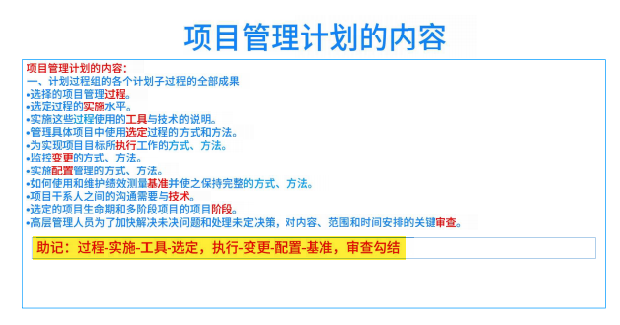 项目管理计划的内容
项目管理计划的内容：
一、计划过程组的各个计划子过程的全部成果
•选择的项目管理过程。
•选定过程的实施水平。
•实施这些过程使用的工具与技术的说明。
•管理具体项目中使用选定过程的方式和方法。
•为实现项目目标所执行工作的方式、方法。
•监控变更的方式、方法。
•实施配置管理的方式、方法。
•如何使用和维护绩效测量基准并使之保持完整的方式、方法。
•项目干系人之间的沟通需要与技术。
•选定的项目生命期和多阶段项目的项目阶段。
•高层管理人员为了加快解决未决问题和处理未定决策，对内容、范围和时间安排的关键审查。
助记：过程-实施-工具-选定，执行-变更-配置-基准，审查勾结